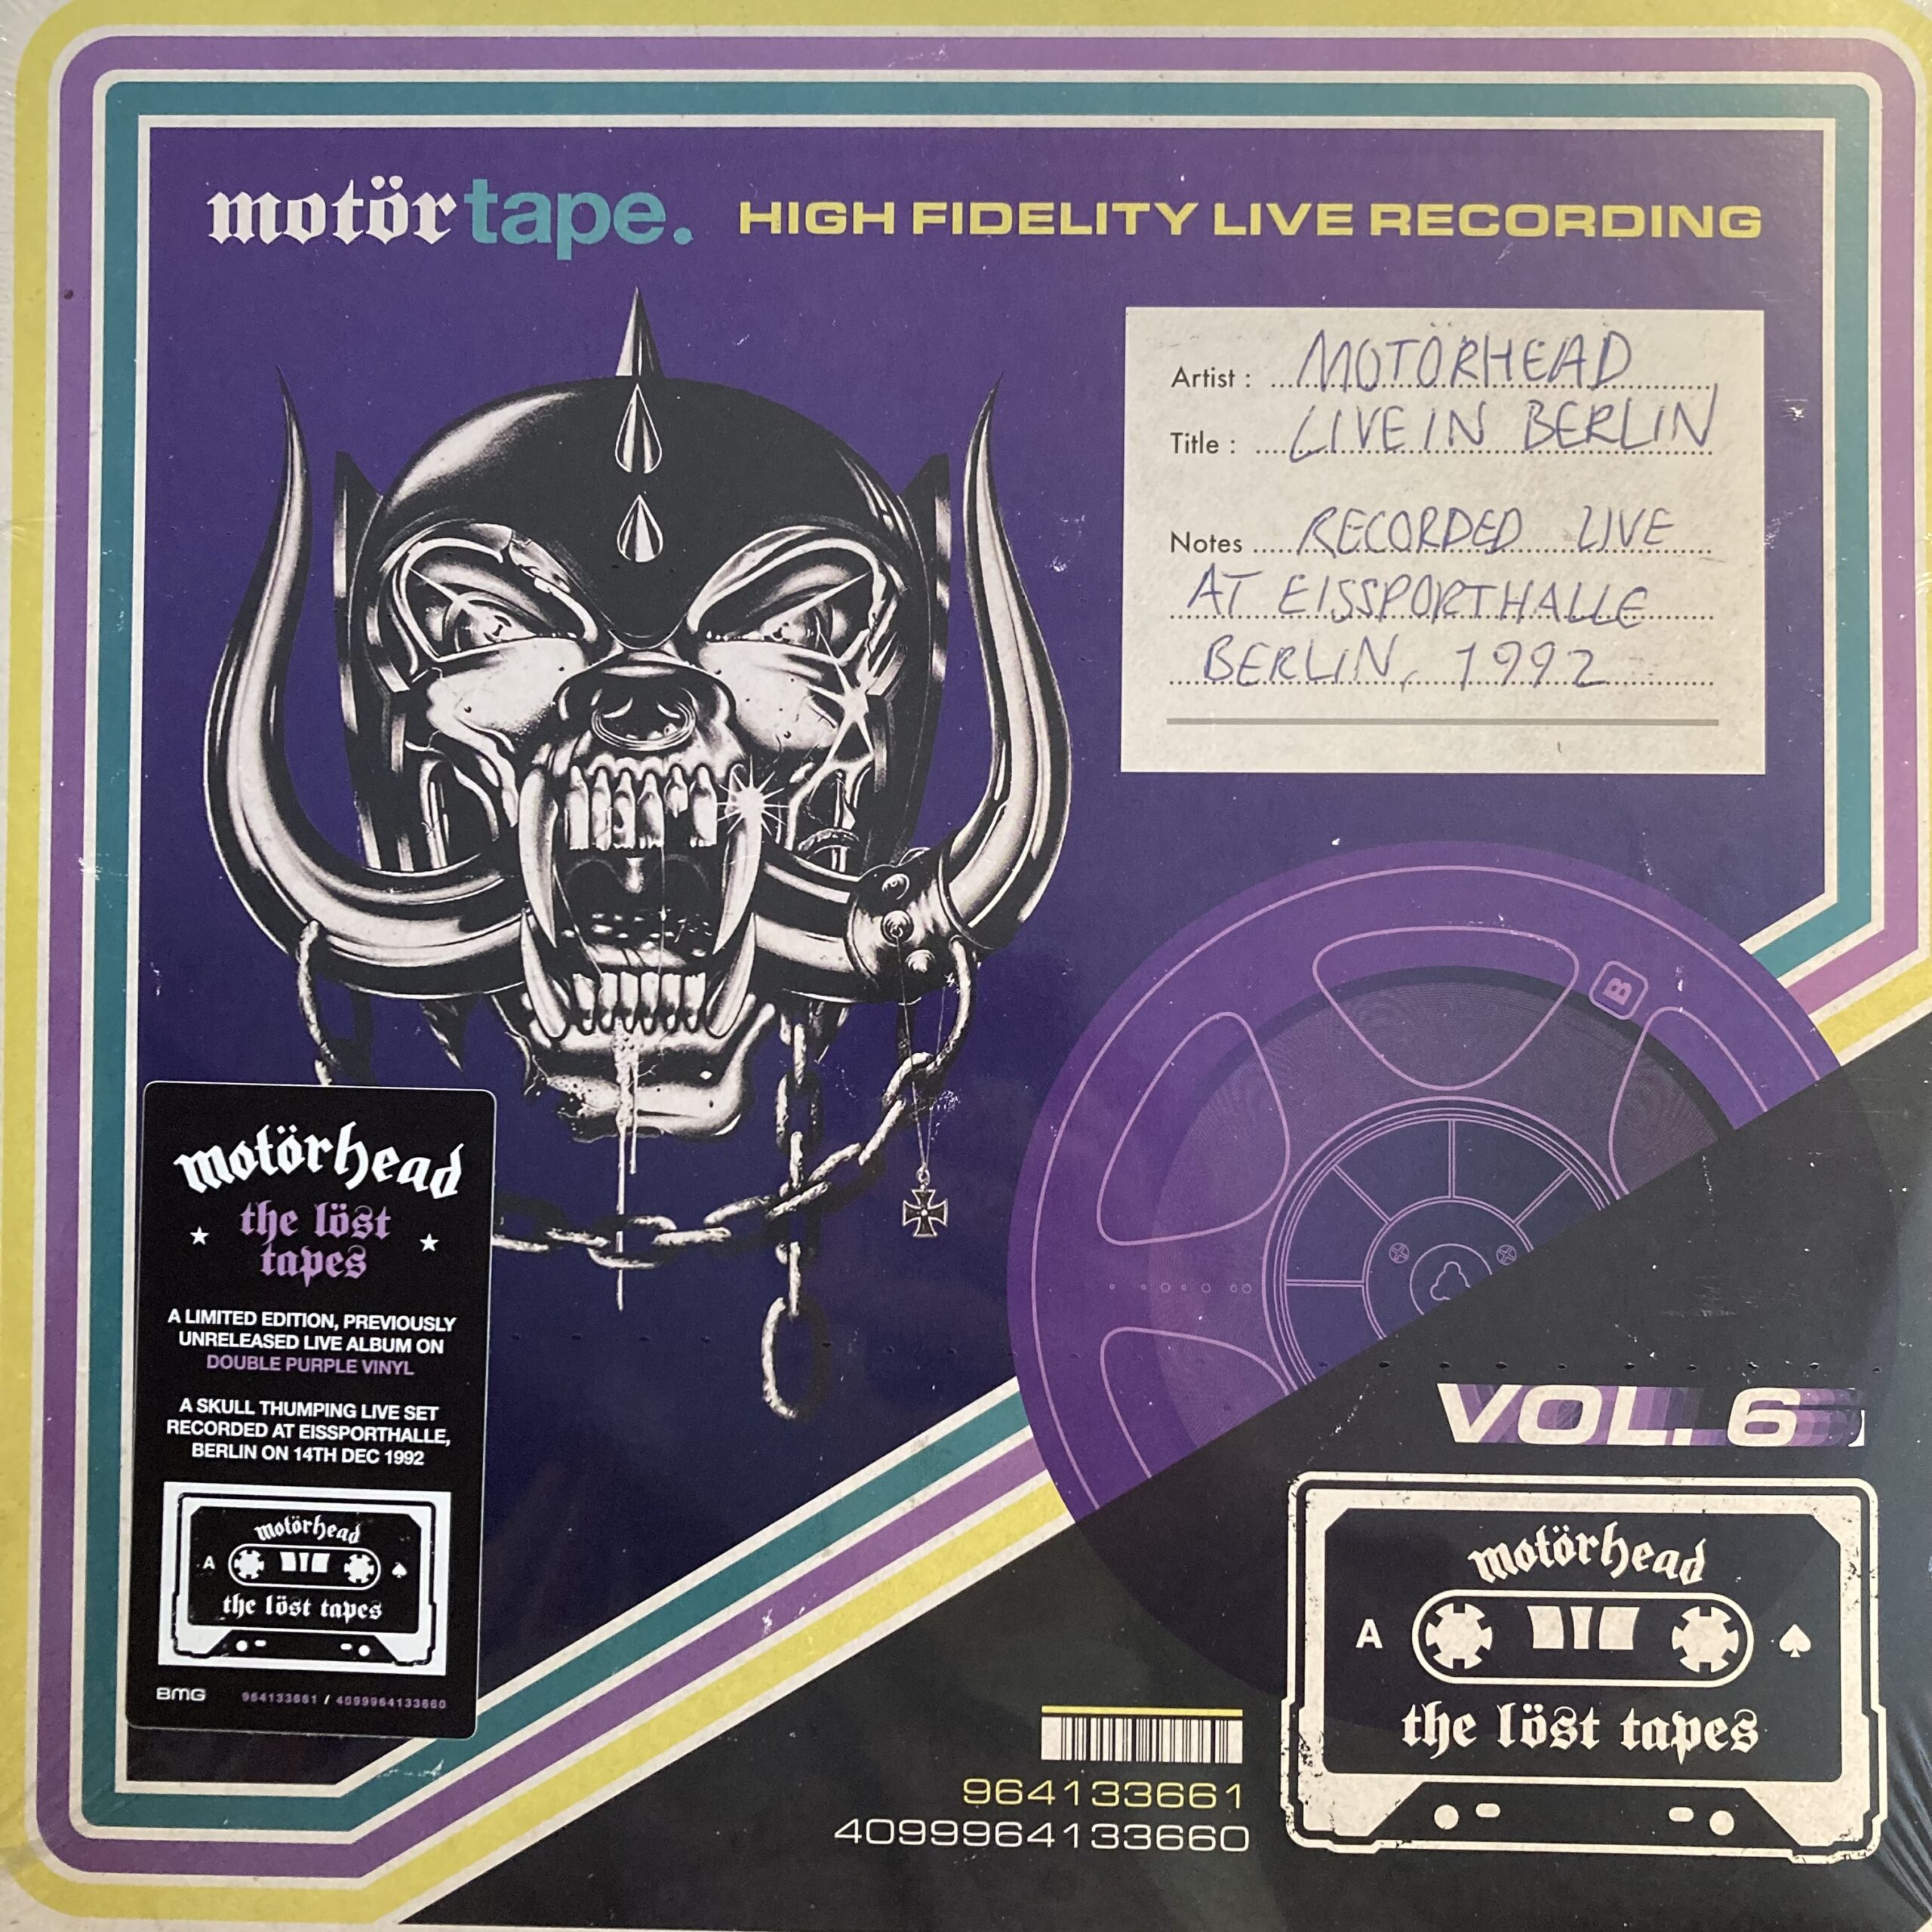 motörtape. HIGH FIDELITY LIVE RECORDING
Artist : MOTÖRHEAD
Title : LIVE IN BERLIN
Notes RECORDED LIVE
AT EISSPORTHALLE
BERLIN, 1992
B
motörhead
the löst
tapes
A LIMITED EDITION, PREVIOUSLY
UNRELEASED LIVE ALBUM ON
DOUBLE PURPLE VINYL
A SKULL THUMPING LIVE SET
RECORDED AT EISSPORTHALLE,
BERLIN ON 14TH DEC 1992
motörhead
A
the löst tapes
BMG 964133661 / 4099964133660
VOL. 6
motörhead
A
the löst tapes
964133661
4099964133660